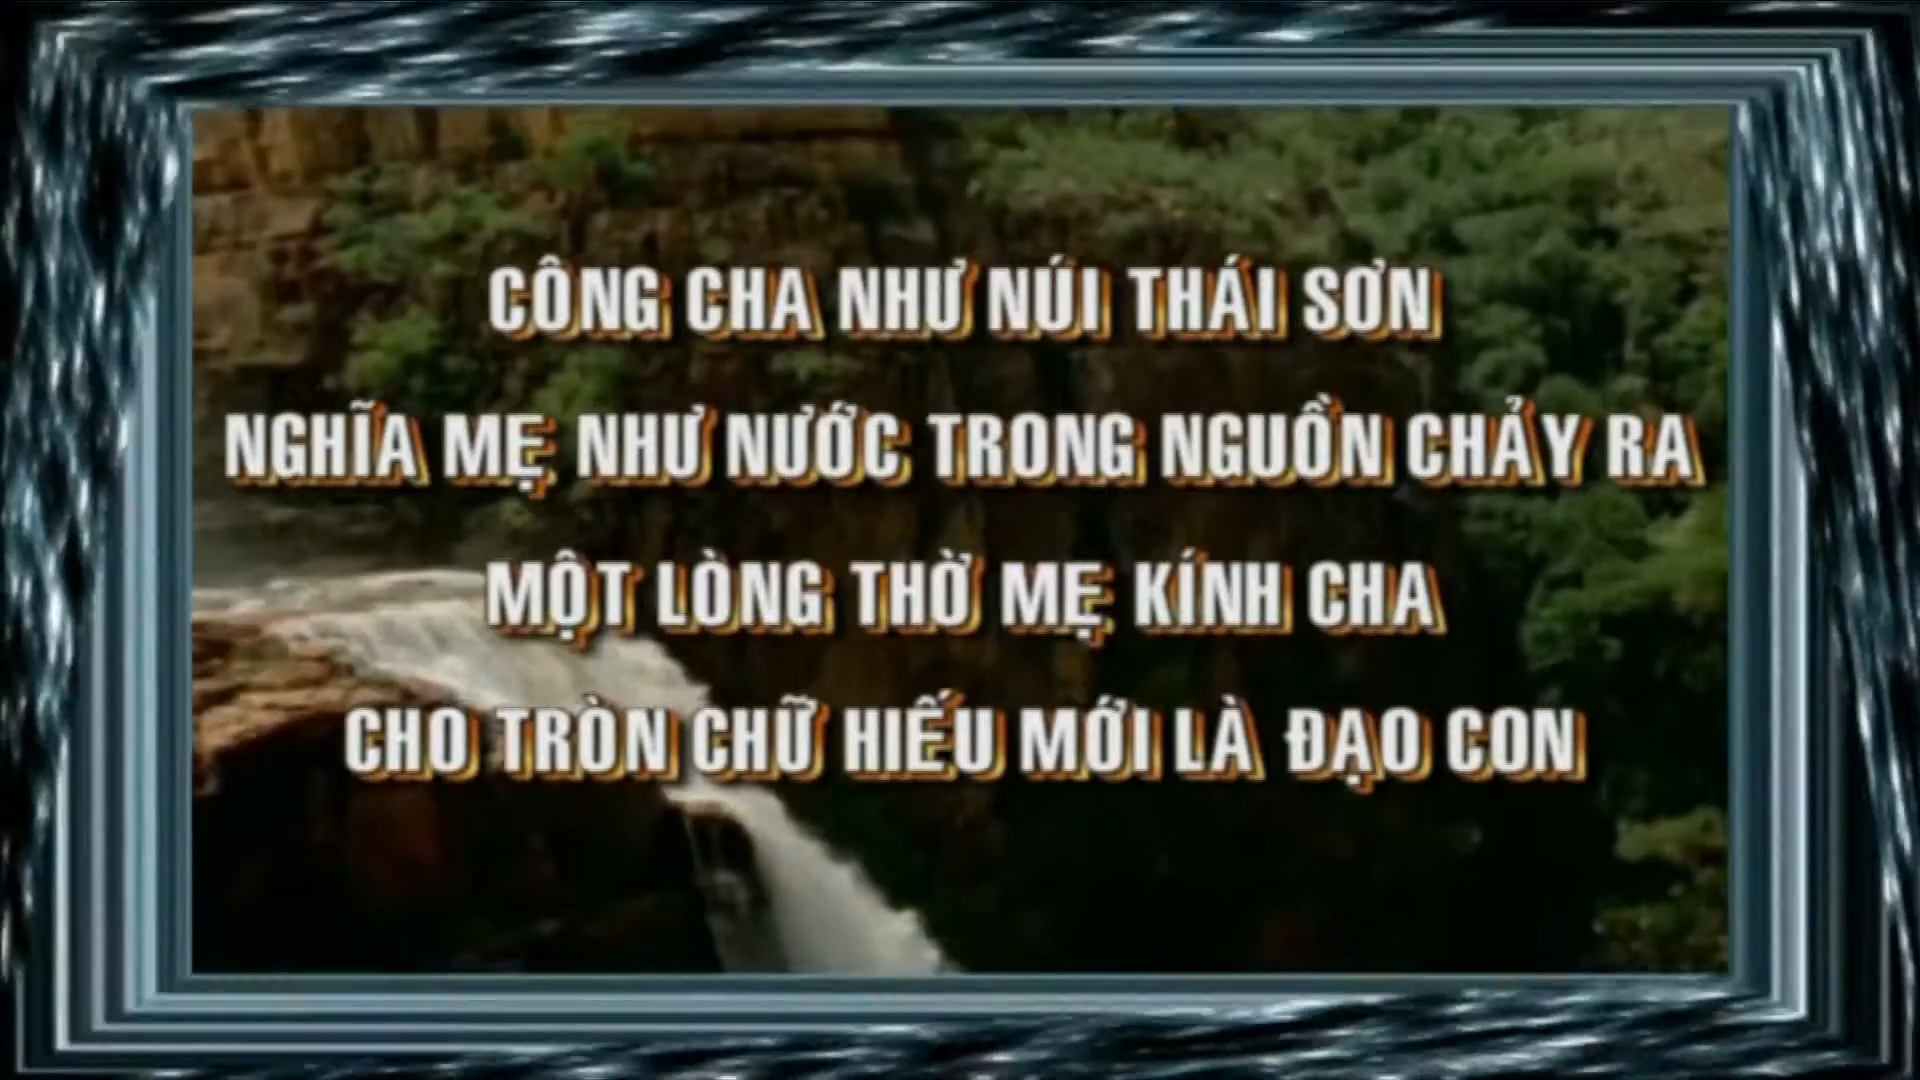 CÔNG CHA NHƯ NÚI THÁI SƠN
NGHĨA MẸ NHƯ NƯỚC TRONG NGUỒN CHẢY RA
MỘT LÒNG THỜ MẸ KÍNH CHA
CHO TRÒN CHỮ HIẾU MỚI LÀ ĐẠO CON